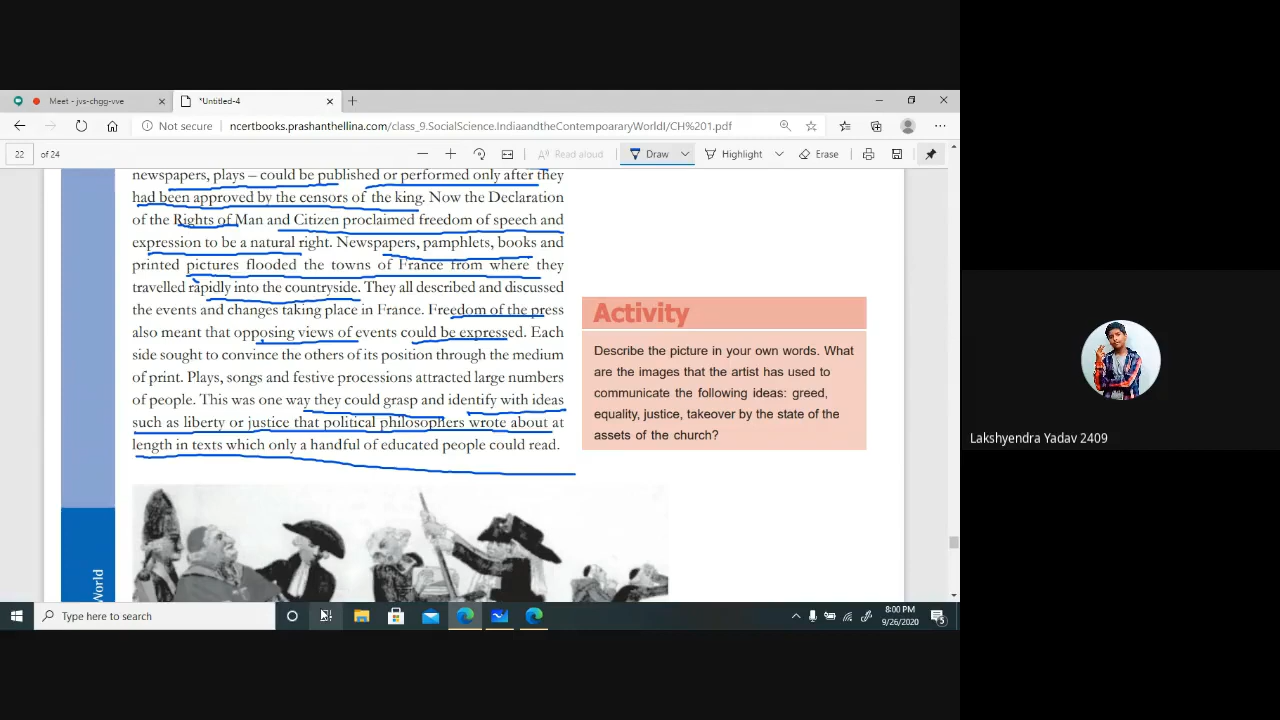 Meet - jvs-chgg-vve
*Untitled-4
Not secure
ncertbooks.prashanthellina.com/class_9.SocialScience.IndiaandtheContempoararyWorldI/CH%201.pdf
22 of 24
Read aloud
Draw
Highlight
Erase
newspapers, plays – could be published or performed only after they
had been approved by the censors of the king. Now the Declaration
of the Rights of Man and Citizen proclaimed freedom of speech and
expression to be a natural right. Newspapers, pamphlets, books and
printed pictures flooded the towns of France from where they
travelled rapidly into the countryside. They all described and discussed
the events and changes taking place in France. Freedom of the press
also meant that opposing views of events could be expressed. Each
side sought to convince the others of its position through the medium
of print. Plays, songs and festive processions attracted large numbers
of people. This was one way they could grasp and identify with ideas
such as liberty or justice that political philosophers wrote about at
length in texts which only a handful of educated people could read.
Activity
Describe the picture in your own words. What
are the images that the artist has used to
communicate the following ideas: greed,
equality, justice, takeover by the state of the
assets of the church?
World
Lakshyendra Yadav 2409
Type here to search
8:00 PM
9/26/2020
5